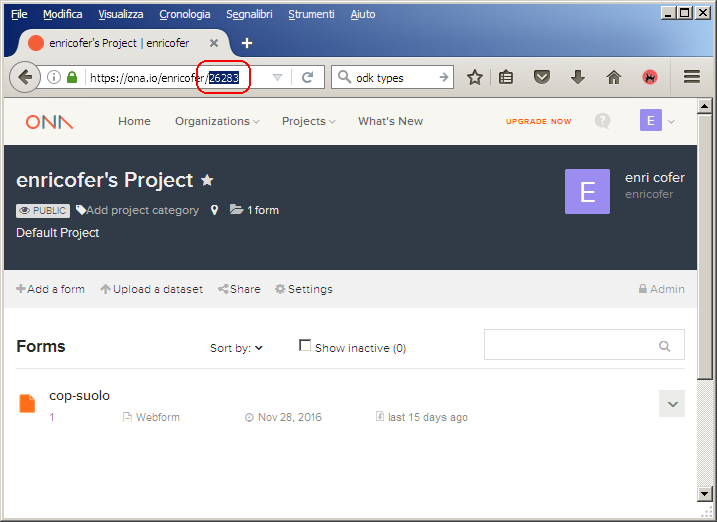 File Modifica Visualizza Cronologia Segnalibri Strumenti Aiuto
enricofer's Project | enricofer
https://ona.io/enricofer/26283 odk types
ONA Home Organizations Projects What's New UPGRADE NOW E
enricofer's Project E enri cofer
enricofer
PUBLIC Add project category 1 form
Default Project
Add a form Upload a dataset Share Settings Admin
Forms Sort by: Show inactive (0)
cop-suolo
1 Webform Nov 28, 2016 last 15 days ago